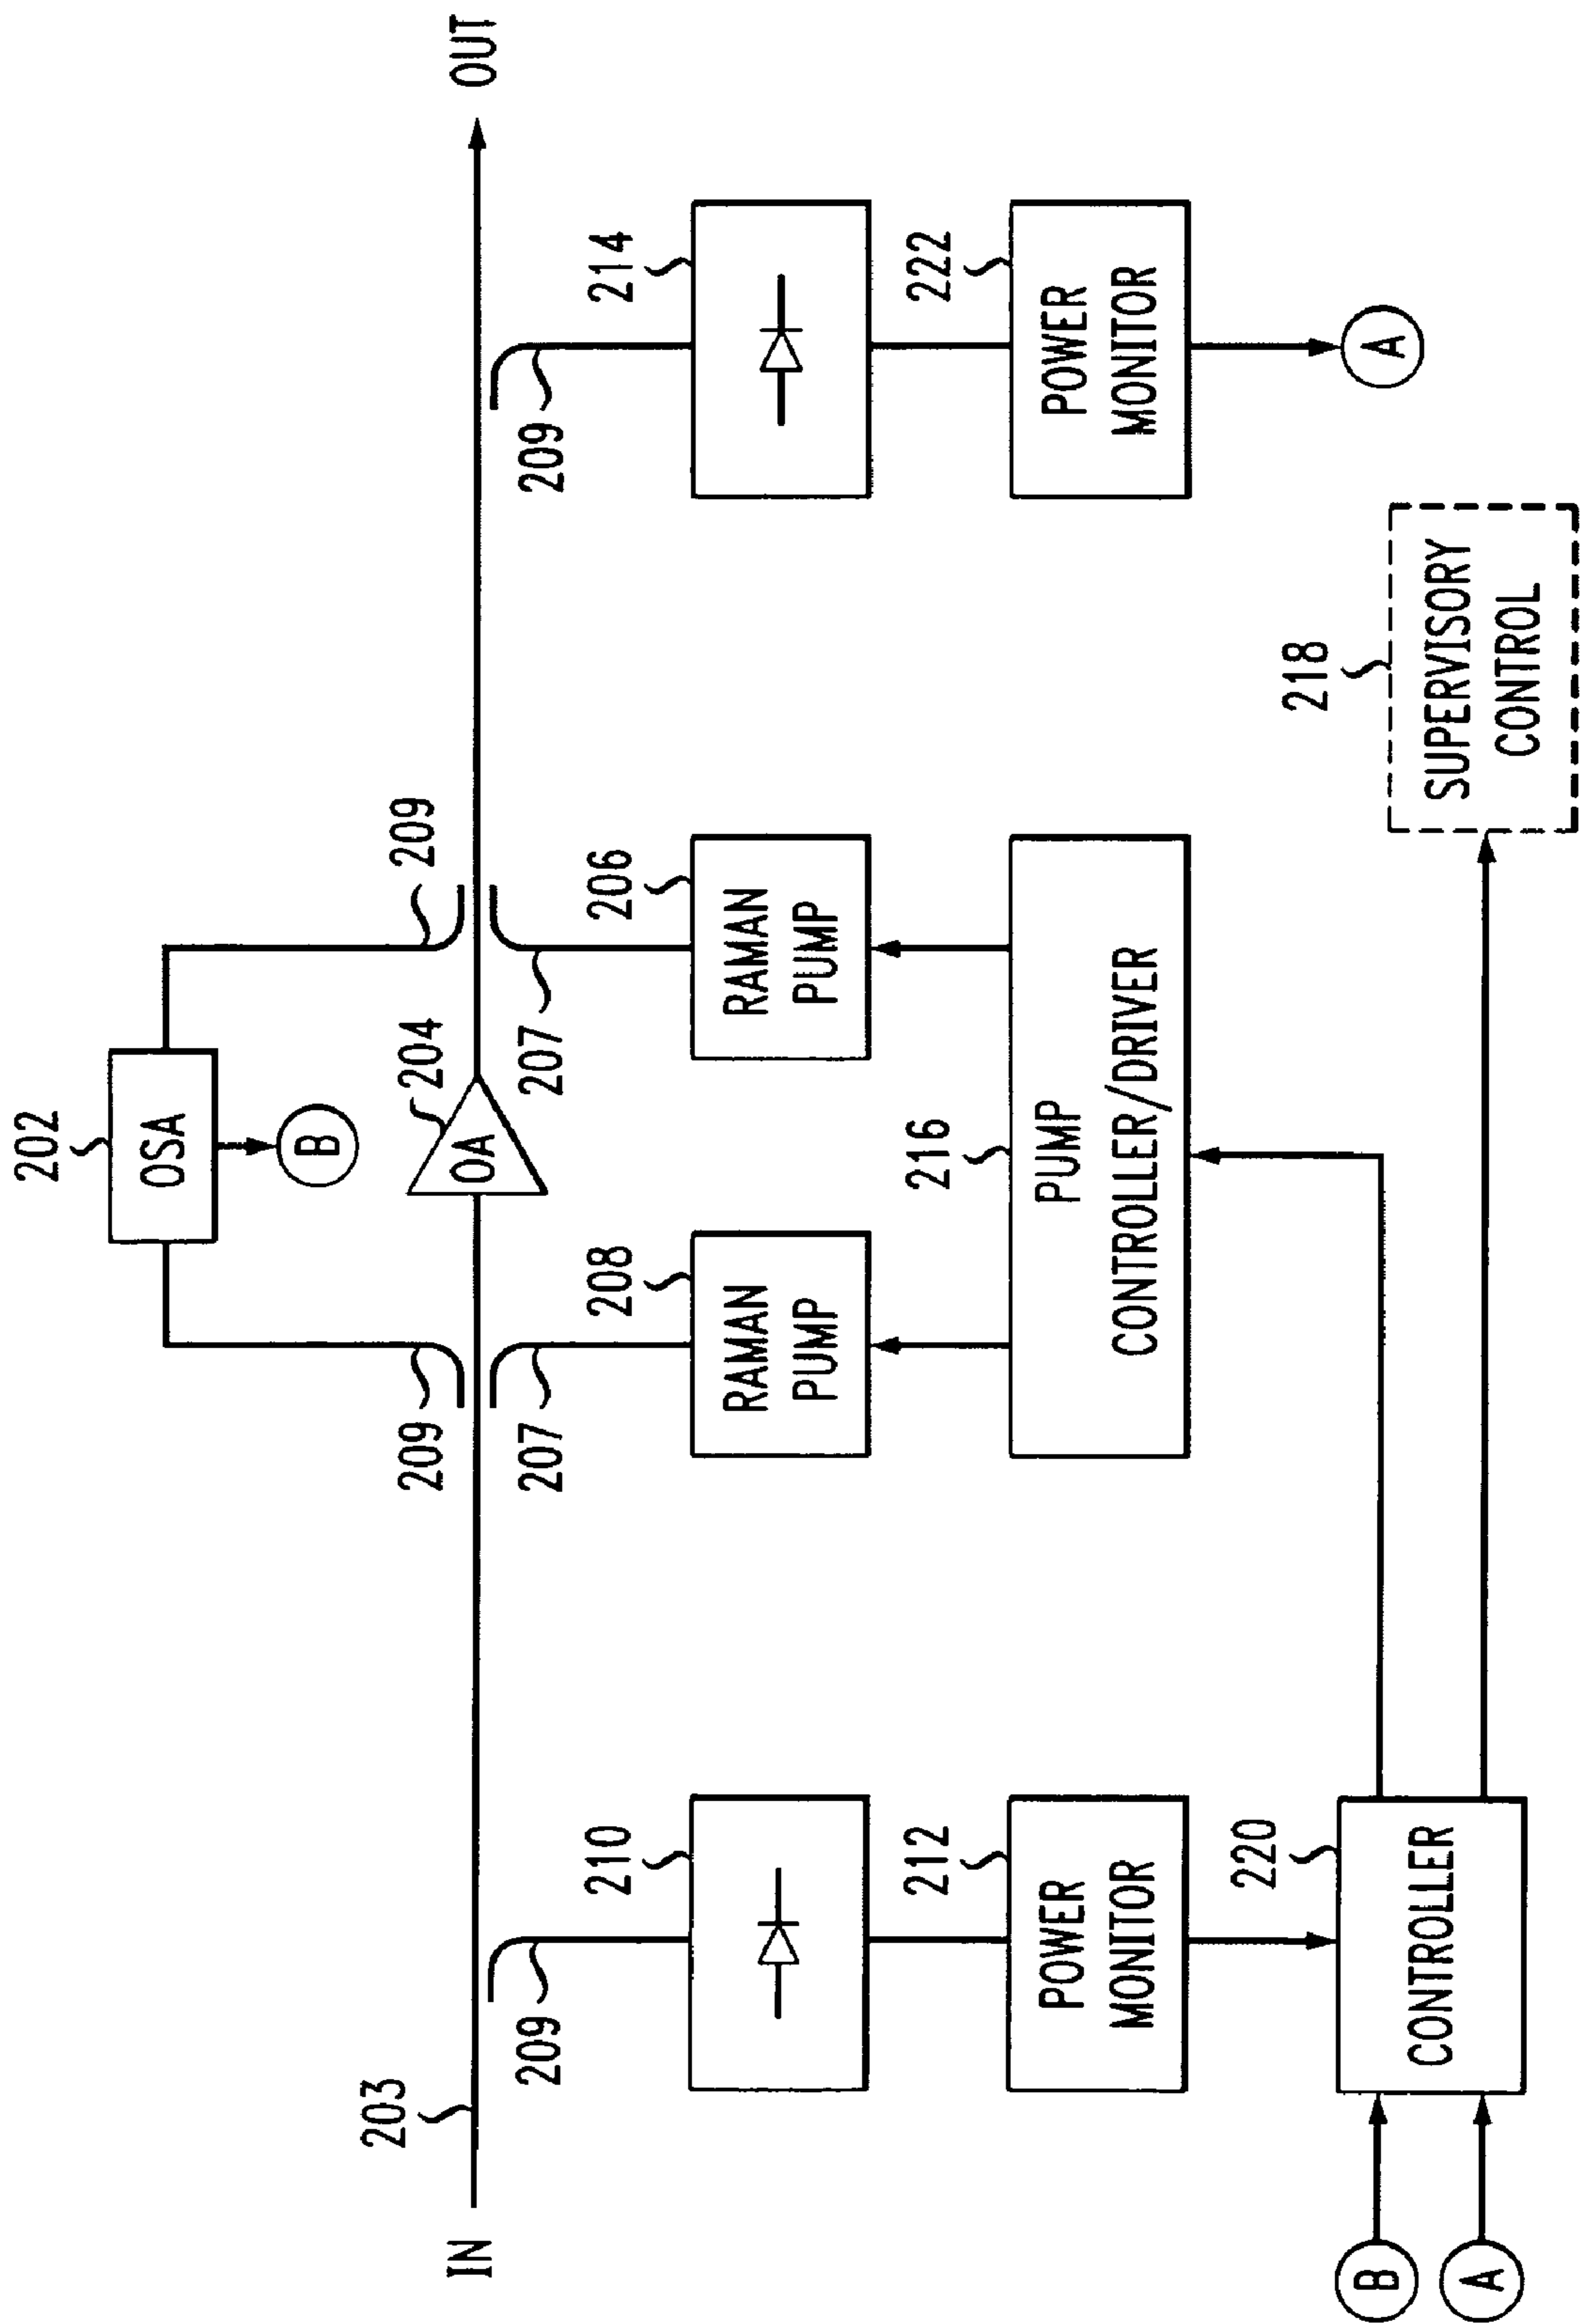 202
OSA
B
209
204
209
OA
IN
203
OUT
209
207
207
209
210
208
206
214
RAMAN
PUMP
RAMAN
PUMP
212
216
222
POWER
MONITOR
PUMP
CONTROLLER/DRIVER
POWER
MONITOR
220
218
A
B
A
CONTROLLER
SUPERVISORY
CONTROL